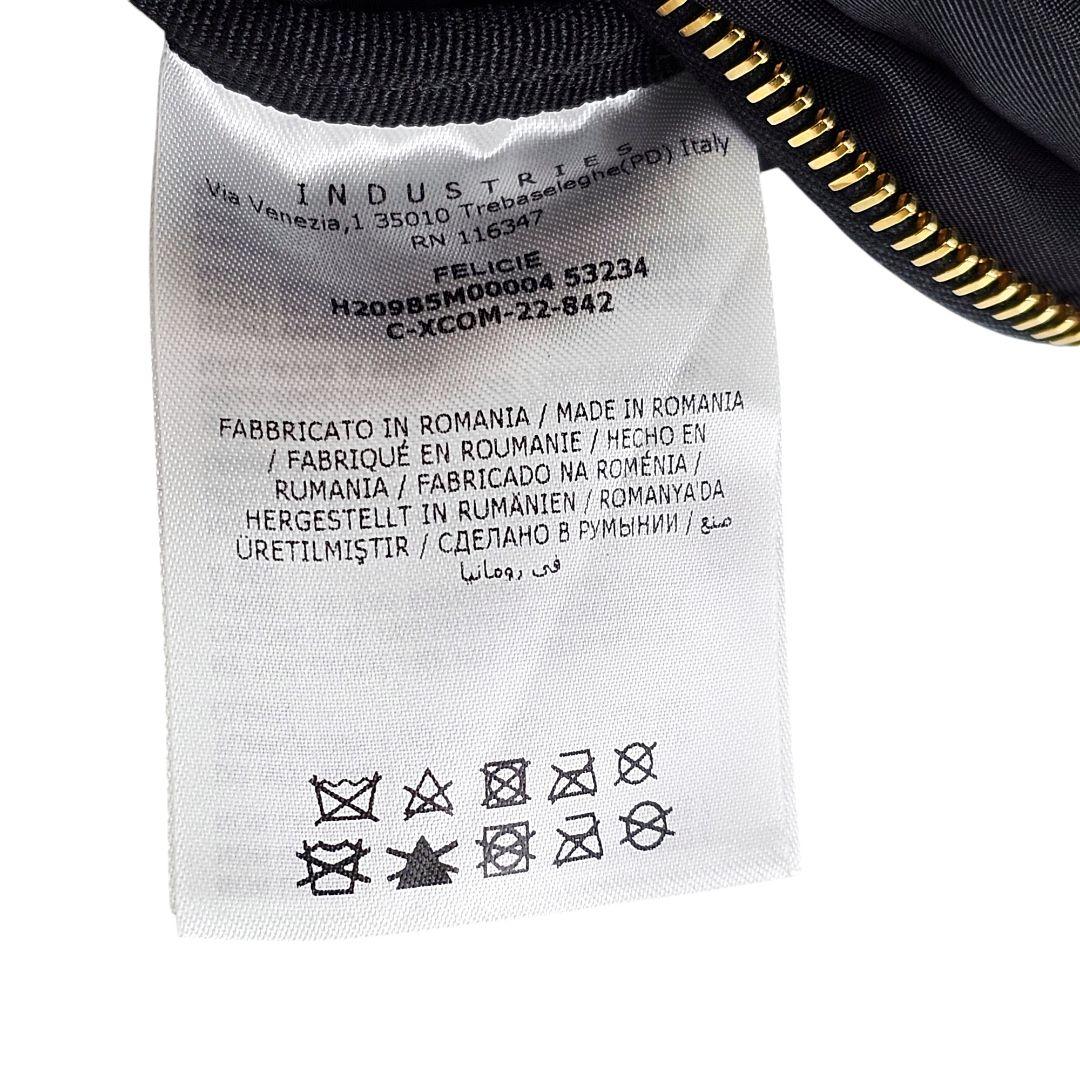 INDUSTRIES
Via Venezia,1 35010 Trebaseleghe(PD) Italy
RN 116347
FELICIE
H20985M00004 53234
C-XCOM-22-842
FABBRICATO IN ROMANIA / MADE IN ROMANIA
/ FABRIQUÉ EN ROUMANIE / HECHO EN
RUMANIA / FABRICADO NA ROMÉNIA /
HERGESTELLT IN RUMÄNIEN / ROMANYA'DA
ÜRETILMIŞTIR / СДЕЛАНО В РУМЫНИИ / صنع
في رومانيا